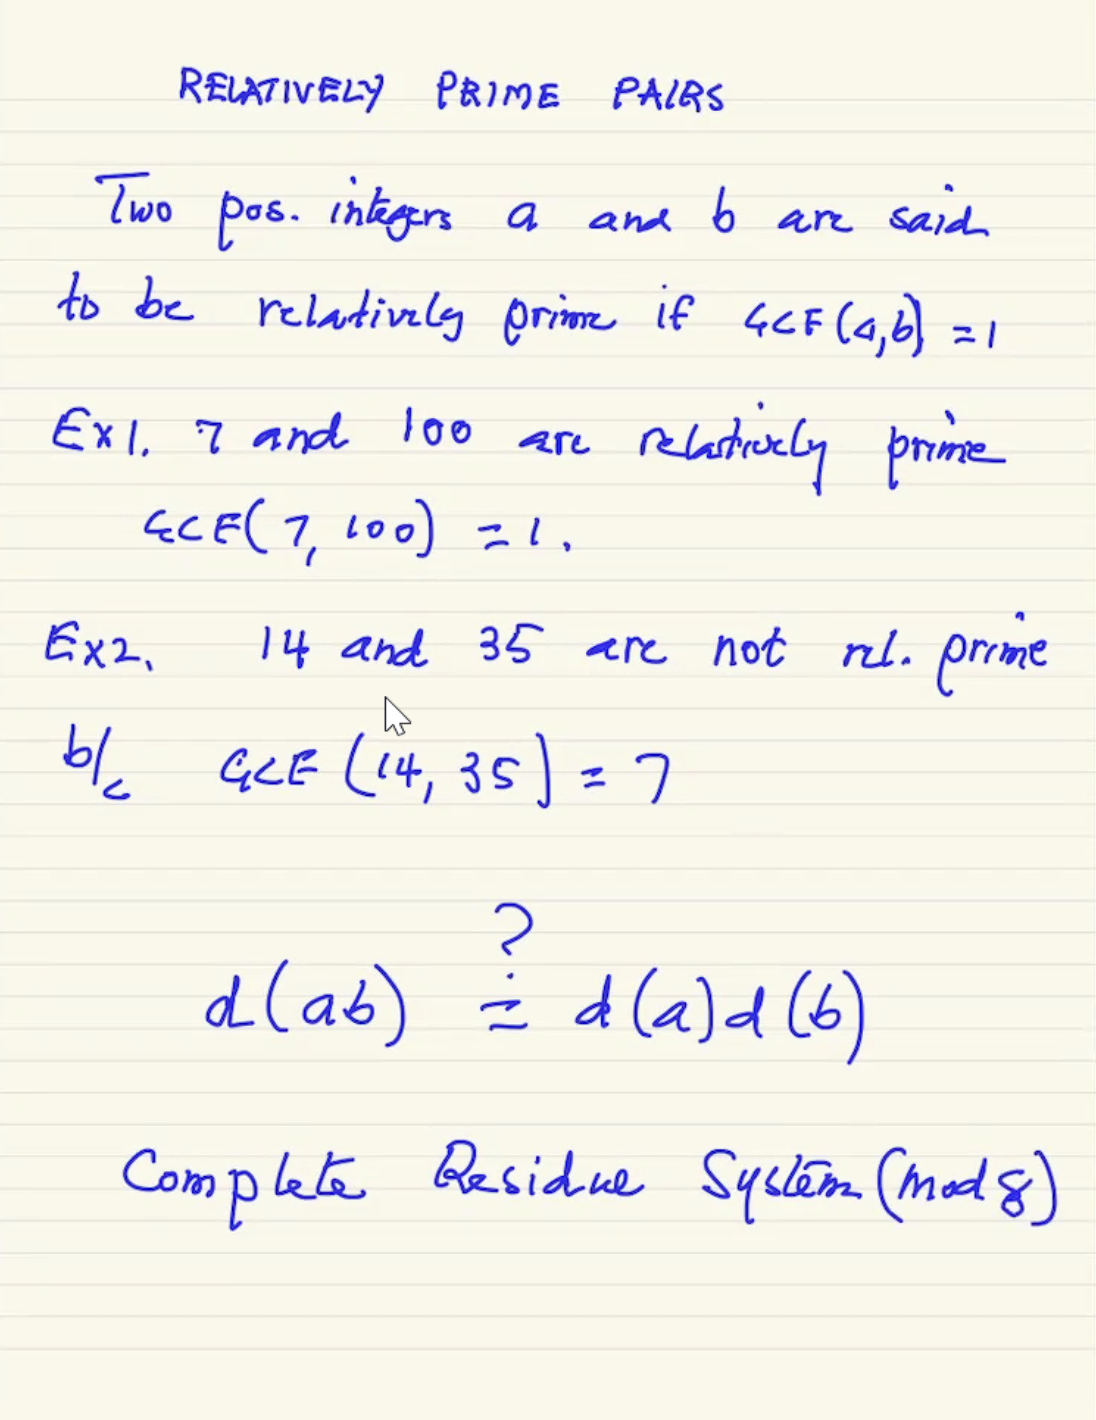 RELATIVELY PRIME PAIRS
Two pos. integers a and b are said
to be relatively prime if GCF(a,b) = 1
Ex1. 7 and 100 are relatively prime
GCF(7, 100) = 1.
Ex2. 14 and 35 are not rel. prime
b/c GCF (14, 35) = 7
?
d(ab) ≐ d(a)d(b)
Complete Residue System (mod 8)